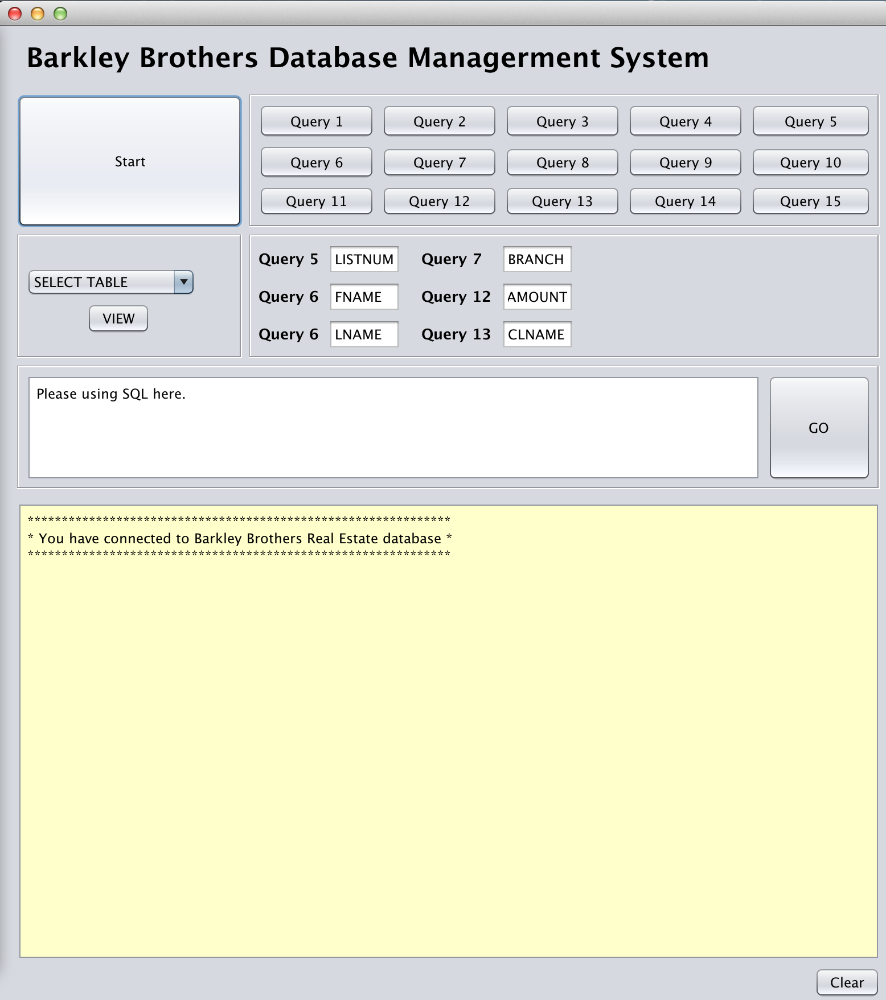 Barkley Brothers Database Managerment System
Start
Query 1 Query 2 Query 3 Query 4 Query 5
Query 6 Query 7 Query 8 Query 9 Query 10
Query 11 Query 12 Query 13 Query 14 Query 15
SELECT TABLE
VIEW
Query 5 LISTNUM Query 7 BRANCH
Query 6 FNAME Query 12 AMOUNT
Query 6 LNAME Query 13 CLNAME
Please using SQL here.
GO
**************************************************************
* You have connected to Barkley Brothers Real Estate database *
**************************************************************
Clear